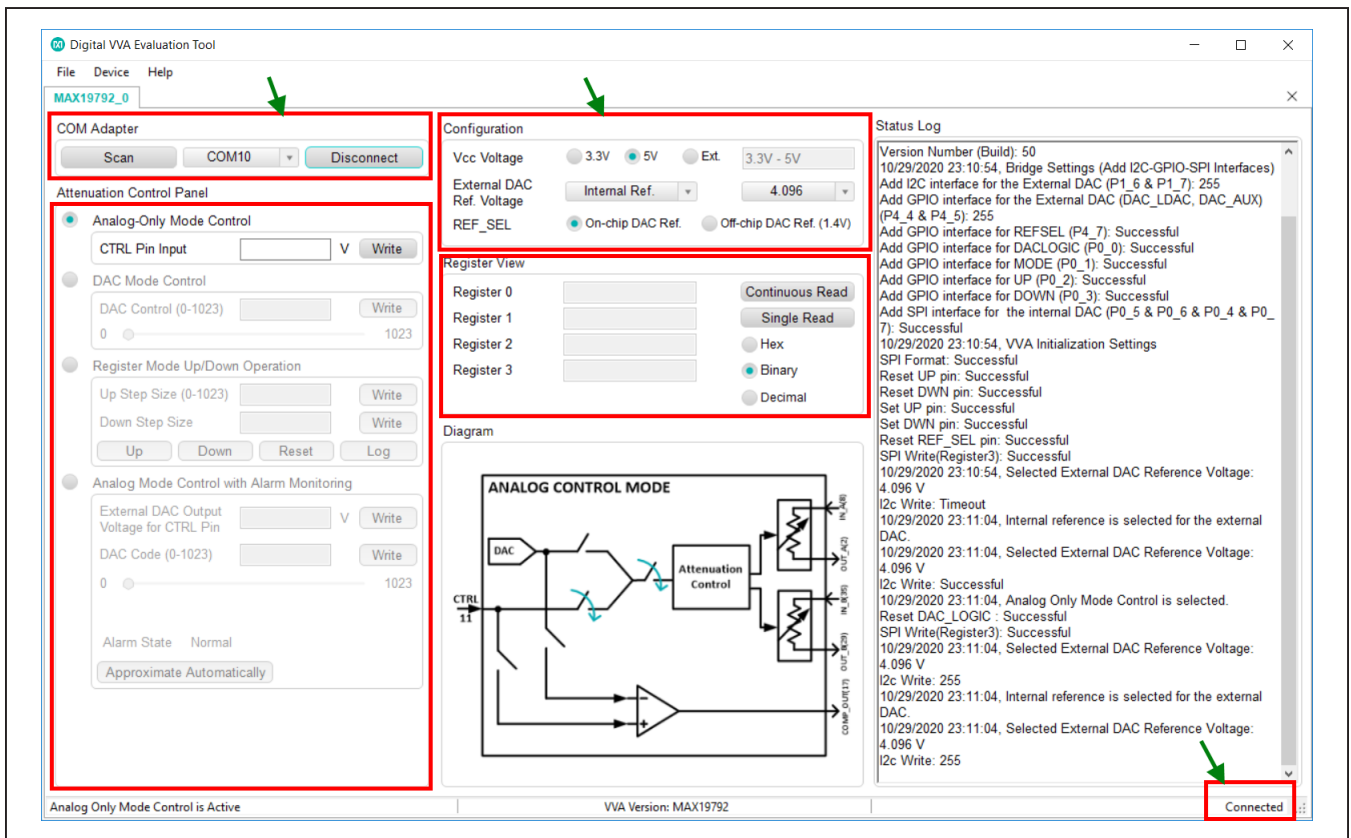 Digital VVA Evaluation Tool
File Device Help
MAX19792_0
COM Adapter
Scan COM10 Disconnect
Attenuation Control Panel
Analog-Only Mode Control
CTRL Pin Input V Write
DAC Mode Control
DAC Control (0-1023) Write
0 1023
Register Mode Up/Down Operation
Up Step Size (0-1023) Write
Down Step Size Write
Up Down Reset Log
Analog Mode Control with Alarm Monitoring
External DAC Output
Voltage for CTRL Pin V Write
DAC Code (0-1023) Write
0 1023
Alarm State Normal
Approximate Automatically
Configuration
Vcc Voltage 3.3V 5V Ext. 3.3V - 5V
External DAC
Ref. Voltage Internal Ref. 4.096
REF_SEL On-chip DAC Ref. Off-chip DAC Ref. (1.4V)
Register View
Register 0 Continuous Read
Register 1 Single Read
Register 2 Hex
Register 3 Binary
Decimal
Diagram
ANALOG CONTROL MODE
DAC
Attenuation
Control
CTRL
11
IN_A(8)
OUT_A(2)
IN_B(35)
OUT_B(29)
COMP_OUT(17)
Status Log
Version Number (Build): 50
10/29/2020 23:10:54, Bridge Settings (Add I2C-GPIO-SPI Interfaces)
Add I2C interface for the External DAC (P1_6 & P1_7): 255
Add GPIO interface for the External DAC (DAC_LDAC, DAC_AUX)
(P4_4 & P4_5): 255
Add GPIO interface for REFSEL (P4_7): Successful
Add GPIO interface for DACLOGIC (P0_0): Successful
Add GPIO interface for MODE (P0_1): Successful
Add GPIO interface for UP (P0_2): Successful
Add GPIO interface for DOWN (P0_3): Successful
Add SPI interface for the internal DAC (P0_5 & P0_6 & P0_4 & P0_
7): Successful
10/29/2020 23:10:54, VVA Initialization Settings
SPI Format: Successful
Reset UP pin: Successful
Reset DWN pin: Successful
Set UP pin: Successful
Set DWN pin: Successful
Reset REF_SEL pin: Successful
SPI Write(Register3): Successful
10/29/2020 23:10:54, Selected External DAC Reference Voltage:
4.096 V
I2c Write: Timeout
10/29/2020 23:11:04, Internal reference is selected for the external
DAC.
10/29/2020 23:11:04, Selected External DAC Reference Voltage:
4.096 V
I2c Write: Successful
10/29/2020 23:11:04, Analog Only Mode Control is selected.
Reset DAC_LOGIC : Successful
SPI Write(Register3): Successful
10/29/2020 23:11:04, Selected External DAC Reference Voltage:
4.096 V
I2c Write: 255
10/29/2020 23:11:04, Internal reference is selected for the external
DAC.
10/29/2020 23:11:04, Selected External DAC Reference Voltage:
4.096 V
I2c Write: 255
Analog Only Mode Control is Active VVA Version: MAX19792 Connected